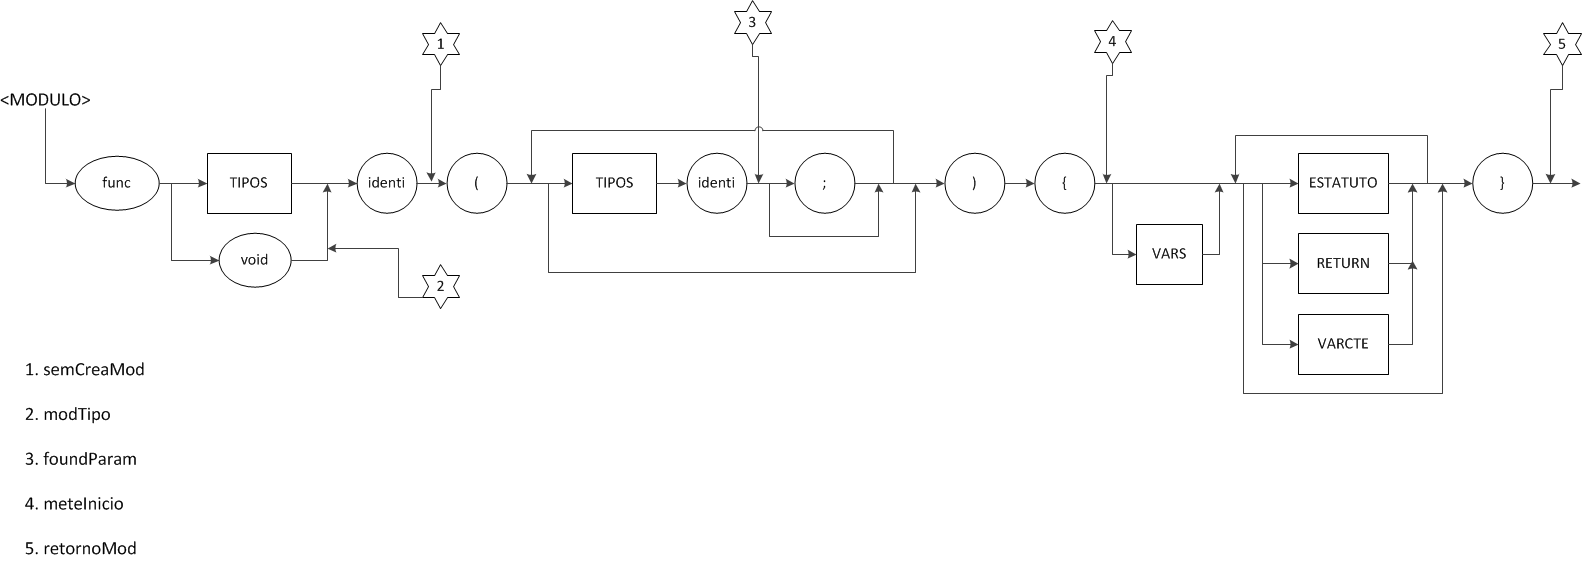 1
3
4
5
<MODULO>
func
TIPOS
identi
(
TIPOS
identi
;
)
{
ESTATUTO
}
void
VARS
RETURN
2
VARCTE
1. semCreaMod
2. modTipo
3. foundParam
4. meteInicio
5. retornoMod